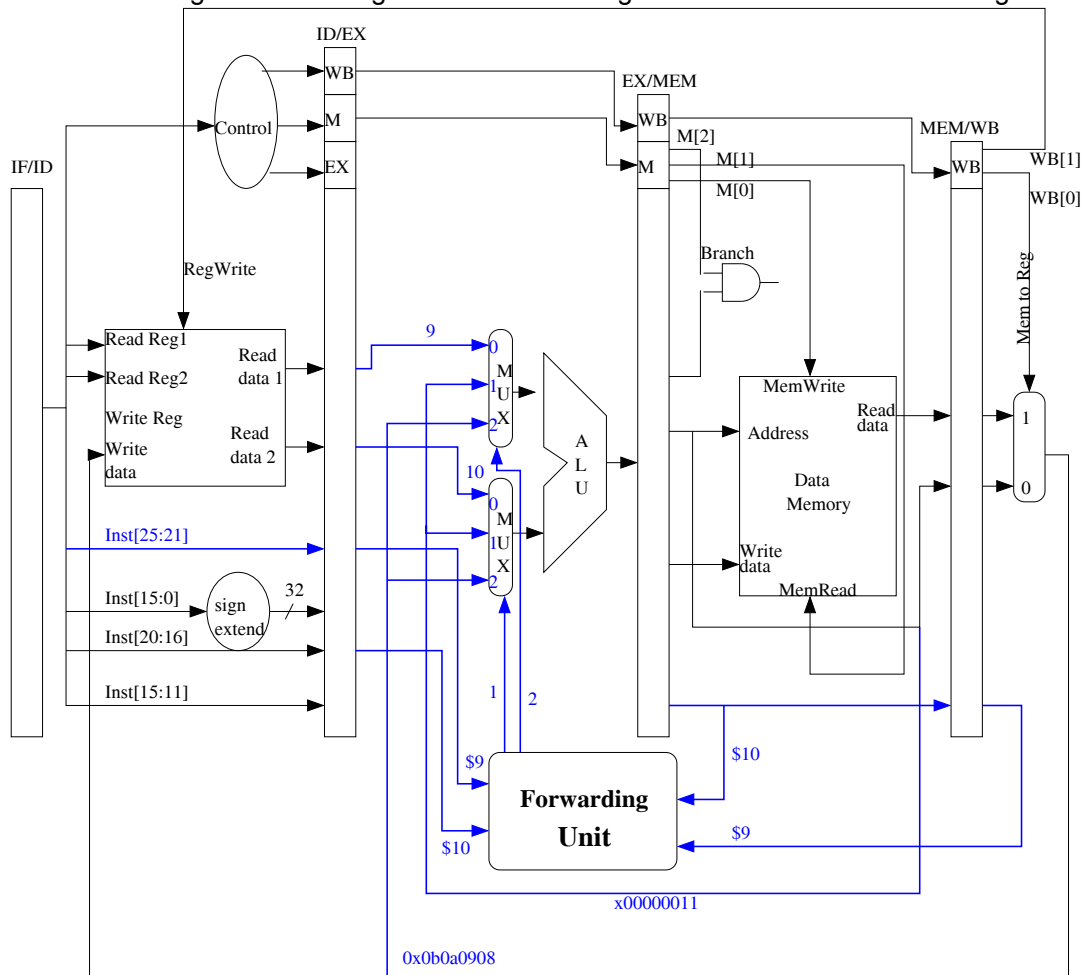 ID/EX
WB
EX/MEM
Control
M
WB
M[2]
MEM/WB
IF/ID
EX
M
M[1]
WB
WB[1]
M[0]
WB[0]
Branch
RegWrite
Mem to Reg
Read Reg1
Read
data 1
Read Reg2
Write Reg
Write
data
Read
data 2
9
0
1
2
M
U
X
10
0
1
2
M
U
X
A
L
U
MemWrite
Address
Read
data
Data
Memory
Write
data
MemRead
1
0
Inst[25:21]
Inst[15:0]
sign
extend
32
Inst[20:16]
Inst[15:11]
1
2
$9
$10
Forwarding
Unit
$10
$9
x00000011
0x0b0a0908